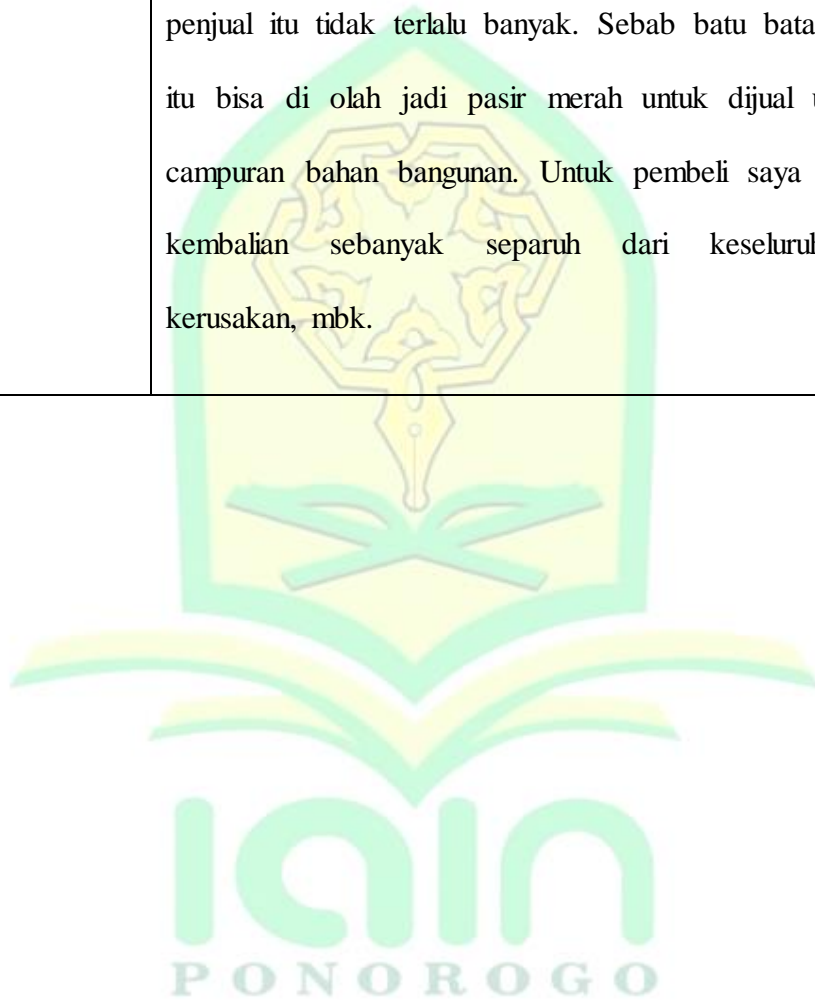 penjual itu tidak terlalu banyak. Sebab batu bata
itu bisa di olah jadi pasir merah untuk dijual
campuran bahan bangunan. Untuk pembeli saya
kembalian sebanyak separuh dari
kerusakan, mbk.
iain
PONOROGO